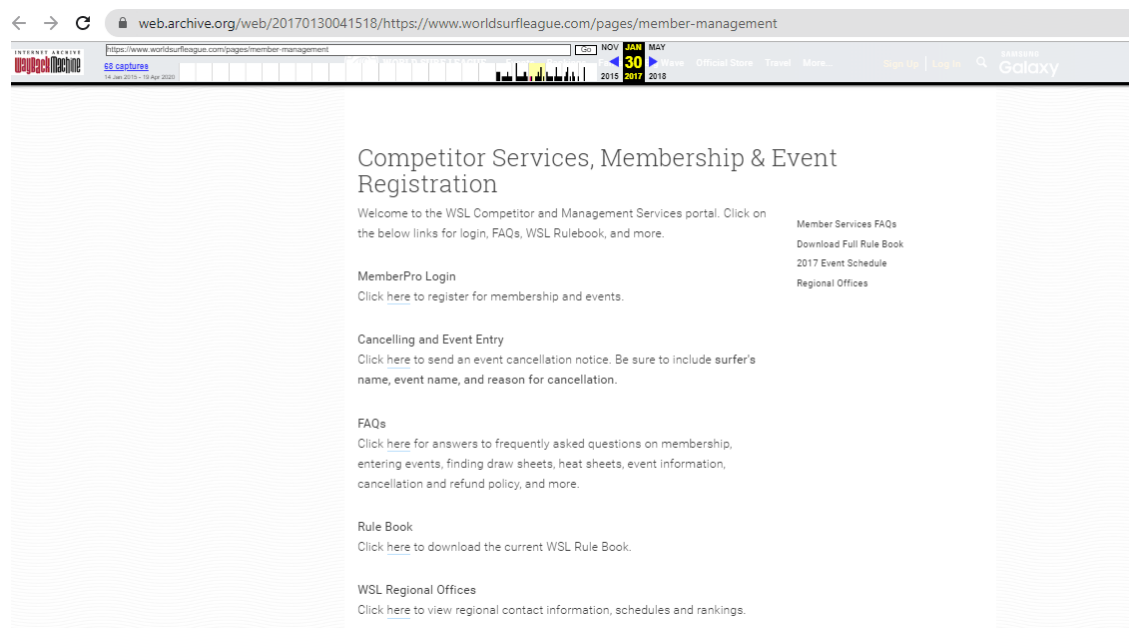 web.archive.org/web/20170130041518/https://www.worldsurfleague.com/pages/member-management
INTERNET ARCHIVE
WayBackMachine
https://www.worldsurfleague.com/pages/member-management
Go
NOV JAN MAY
68 captures
30
14 Jan 2015 - 19 Apr 2020
2015 2017 2018
Wave Official Store Travel More...
Sign Up Log In
SAMSUNG
Galaxy
Competitor Services, Membership & Event
Registration
Welcome to the WSL Competitor and Management Services portal. Click on
the below links for login, FAQs, WSL Rulebook, and more.
Member Services FAQs
Download Full Rule Book
2017 Event Schedule
Regional Offices
MemberPro Login
Click here to register for membership and events.
Cancelling and Event Entry
Click here to send an event cancellation notice. Be sure to include surfer's
name, event name, and reason for cancellation.
FAQs
Click here for answers to frequently asked questions on membership,
entering events, finding draw sheets, heat sheets, event information,
cancellation and refund policy, and more.
Rule Book
Click here to download the current WSL Rule Book.
WSL Regional Offices
Click here to view regional contact information, schedules and rankings.